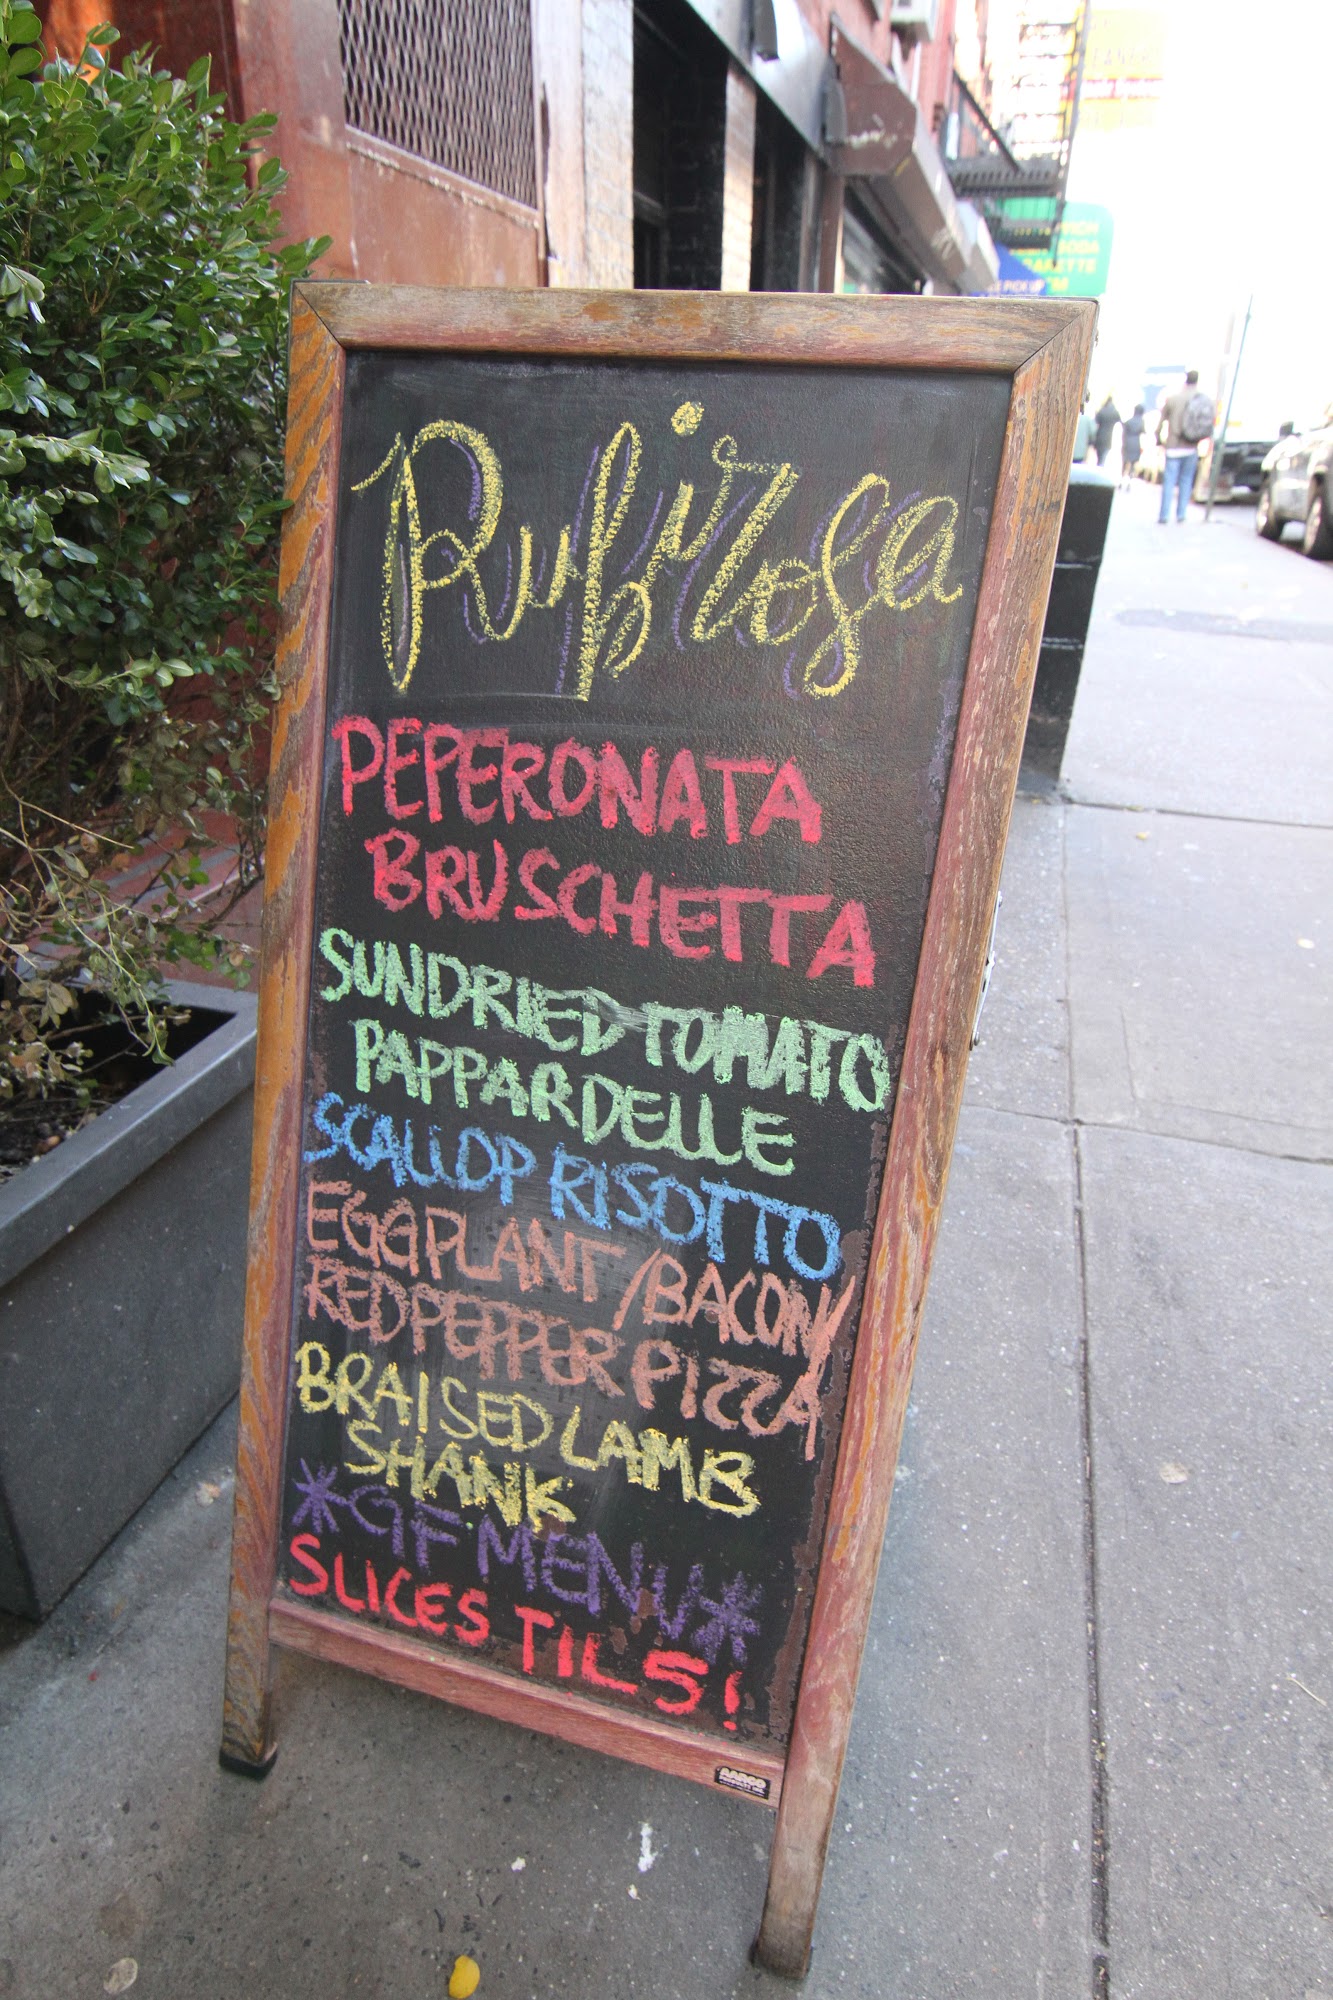 Rubirosa
PEPERONATA
BRUSCHETTA
SUNDRIED TOMATO
PAPPARDELLE
SCALLOP RISOTTO
EGGPLANT/BACON/
RED PEPPER PIZZA
BRAISED LAMB
SHANK
*GF MENU*
SLICES TIL 5!
AARCO